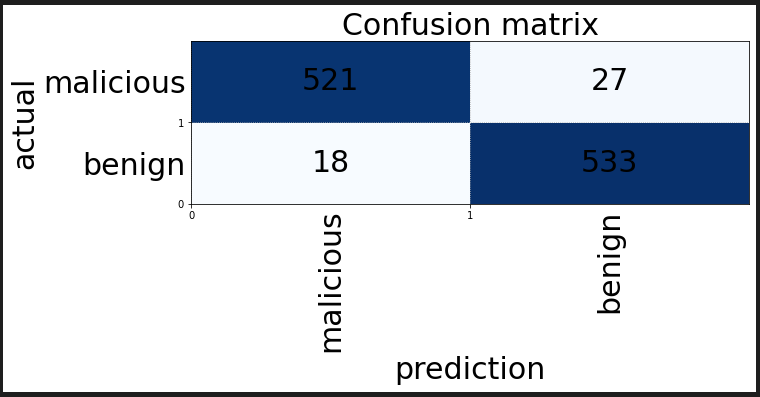 Confusion matrix
actual
malicious 521 27
1
benign 18 533
0
0 1
malicious benign
prediction